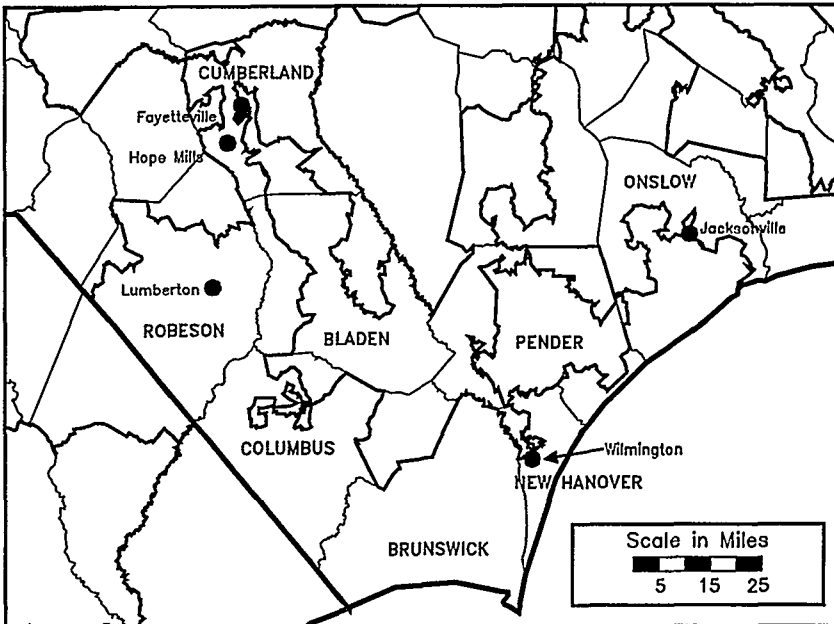 CUMBERLAND
Fayetteville
Hope Mills
ONSLOW
Jacksonville
Lumberton
ROBESON
BLADEN
PENDER
COLUMBUS
Wilmington
NEW HANOVER
BRUNSWICK
Scale in Miles
5 15 25